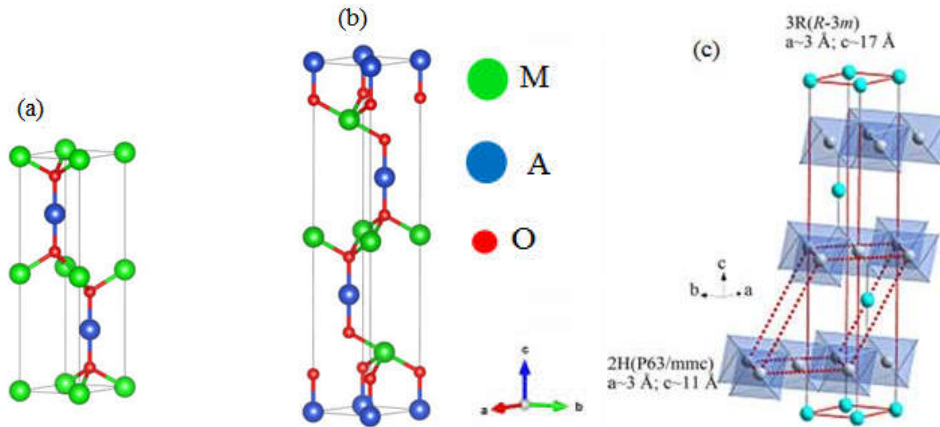 (a)
(b)
M
A
O
c
a
b
(c)
3R(R-3m)
a~3 Å; c~17 Å
c
b
a
2H(P63/mmc)
a~3 Å; c~11 Å